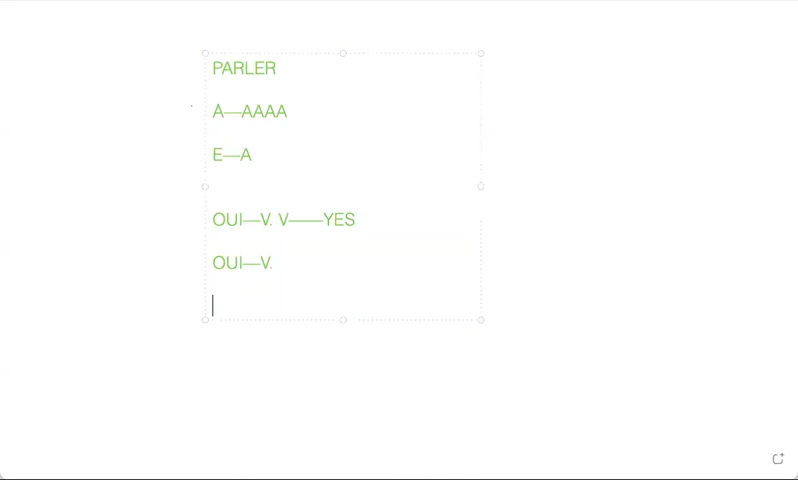 PARLER
A—AAAA
E—A
OUI—V. V——YES
OUI—V.